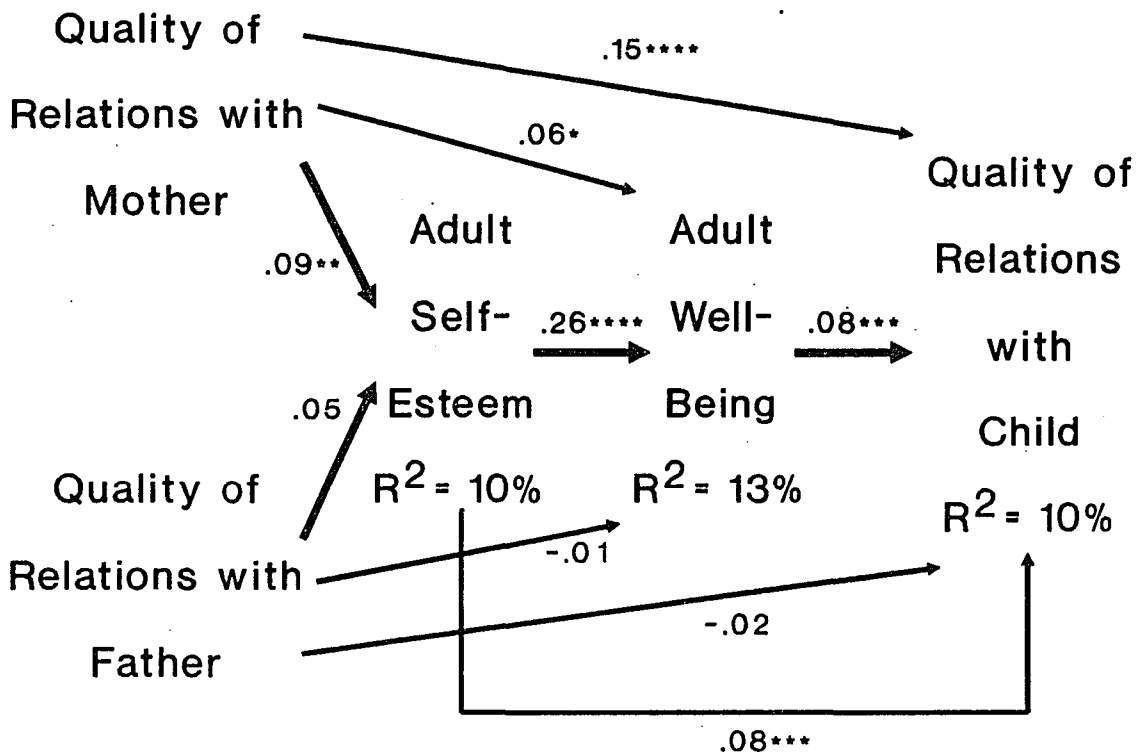 Quality of
Relations with
Mother
.15****
.06*
.09**
Adult
Self-
Esteem
R² = 10%
.26****
Adult
Well-
Being
R² = 13%
.08***
Quality of
Relations
with
Child
R² = 10%
.05
Quality of
Relations with
Father
-.01
-.02
.08***